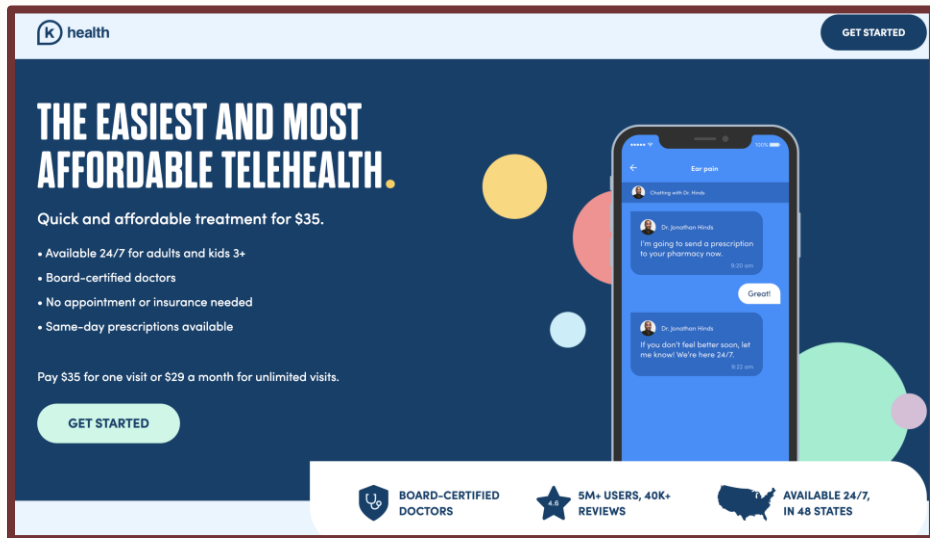 K health
GET STARTED
THE EASIEST AND MOST
AFFORDABLE TELEHEALTH.
Quick and affordable treatment for $35.
• Available 24/7 for adults and kids 3+
• Board-certified doctors
• No appointment or insurance needed
• Same-day prescriptions available
Pay $35 for one visit or $29 a month for unlimited visits.
GET STARTED
100%
Ear pain
Chatting with Dr. Hinds
Dr. Jonathan Hinds
I'm going to send a prescription
to your pharmacy now.
9:20 am
Great!
Dr. Jonathan Hinds
If you don't feel better soon, let
me know! We're here 24/7.
9:22 am
BOARD-CERTIFIED
DOCTORS
4.6
5M+ USERS, 40K+
REVIEWS
AVAILABLE 24/7,
IN 48 STATES